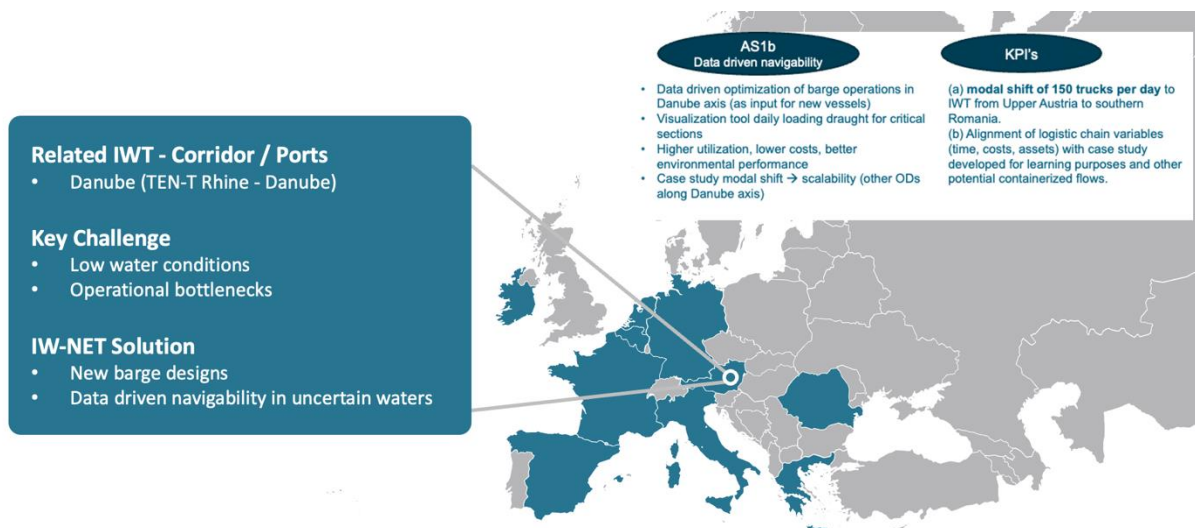 AS1b
Data driven navigability
• Data driven optimization of barge operations in
Danube axis (as input for new vessels)
• Visualization tool daily loading draught for critical
sections
• Higher utilization, lower costs, better
environmental performance
• Case study modal shift → scalability (other ODs
along Danube axis)
KPI's
(a) modal shift of 150 trucks per day to
IWT from Upper Austria to southern
Romania.
(b) Alignment of logistic chain variables
(time, costs, assets) with case study
developed for learning purposes and other
potential containerized flows.
Related IWT - Corridor / Ports
• Danube (TEN-T Rhine - Danube)
Key Challenge
• Low water conditions
• Operational bottlenecks
IW-NET Solution
• New barge designs
• Data driven navigability in uncertain waters